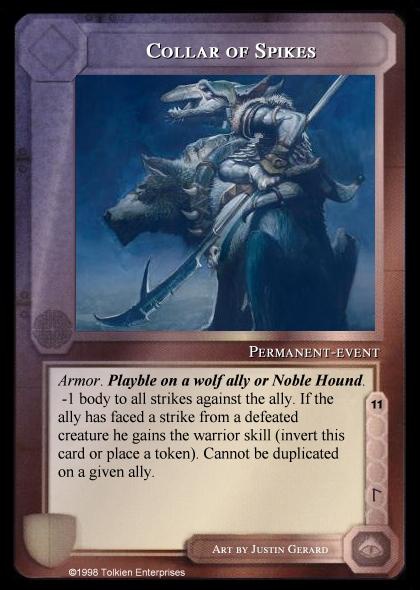 Collar of Spikes
Permanent-event
Armor. Playble on a wolf ally or Noble Hound.
-1 body to all strikes against the ally. If the
ally has faced a strike from a defeated
creature he gains the warrior skill (invert this
card or place a token). Cannot be duplicated
on a given ally.
11
Art by Justin Gerard
©1998 Tolkien Enterprises